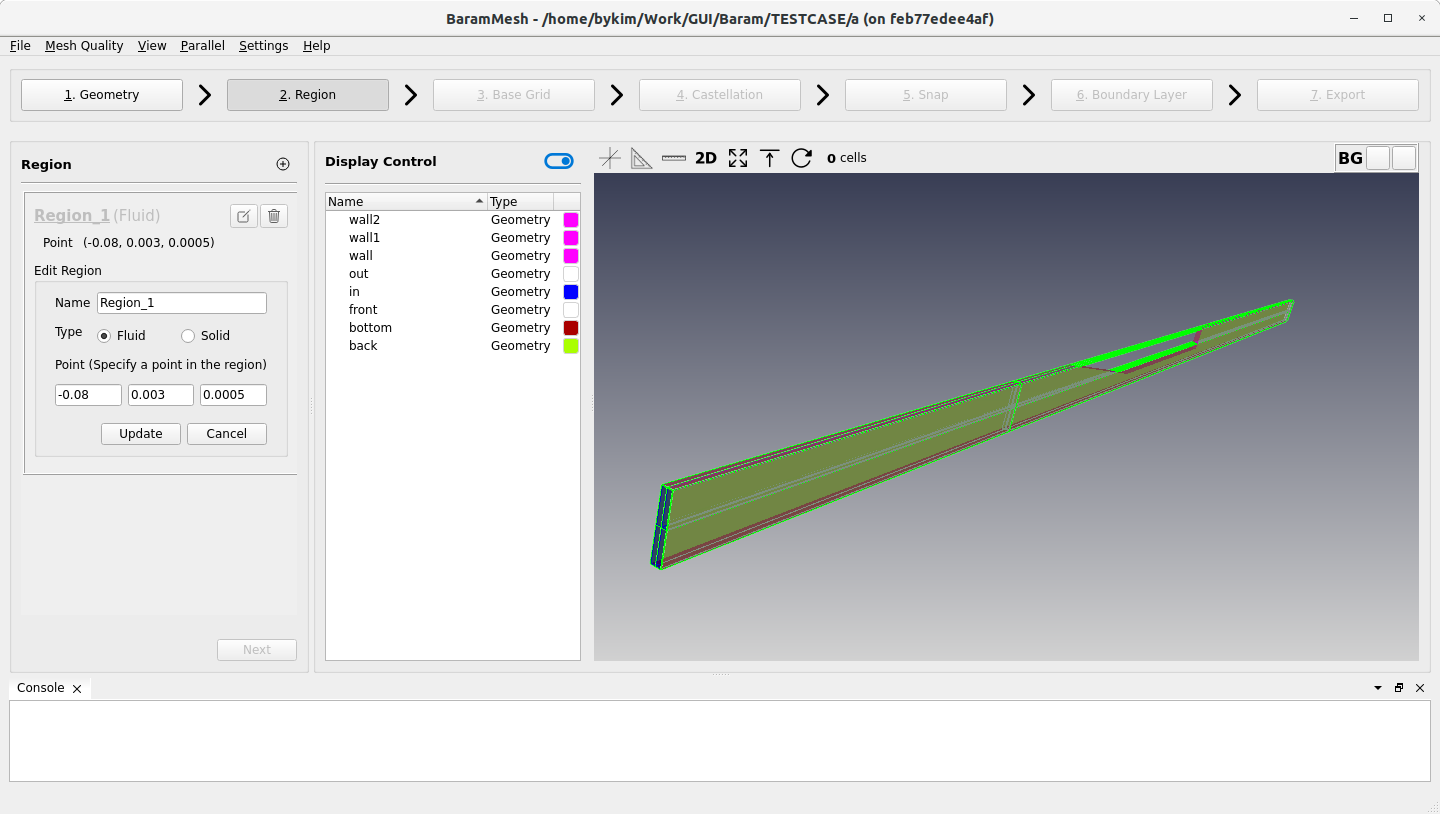 BaramMesh - /home/bykim/Work/GUI/Baram/TESTCASE/a (on feb77edee4af)
File Mesh Quality View Parallel Settings Help
1. Geometry 2. Region 3. Base Grid 4. Castellation 5. Snap 6. Boundary Layer 7. Export
Region
Region_1 (Fluid)
Point (-0.08, 0.003, 0.0005)
Edit Region
Name Region_1
Type Fluid Solid
Point (Specify a point in the region)
-0.08 0.003 0.0005
Update Cancel
Next
Display Control
Name Type
wall2 Geometry
wall1 Geometry
wall Geometry
out Geometry
in Geometry
front Geometry
bottom Geometry
back Geometry
2D 0 cells BG
Console